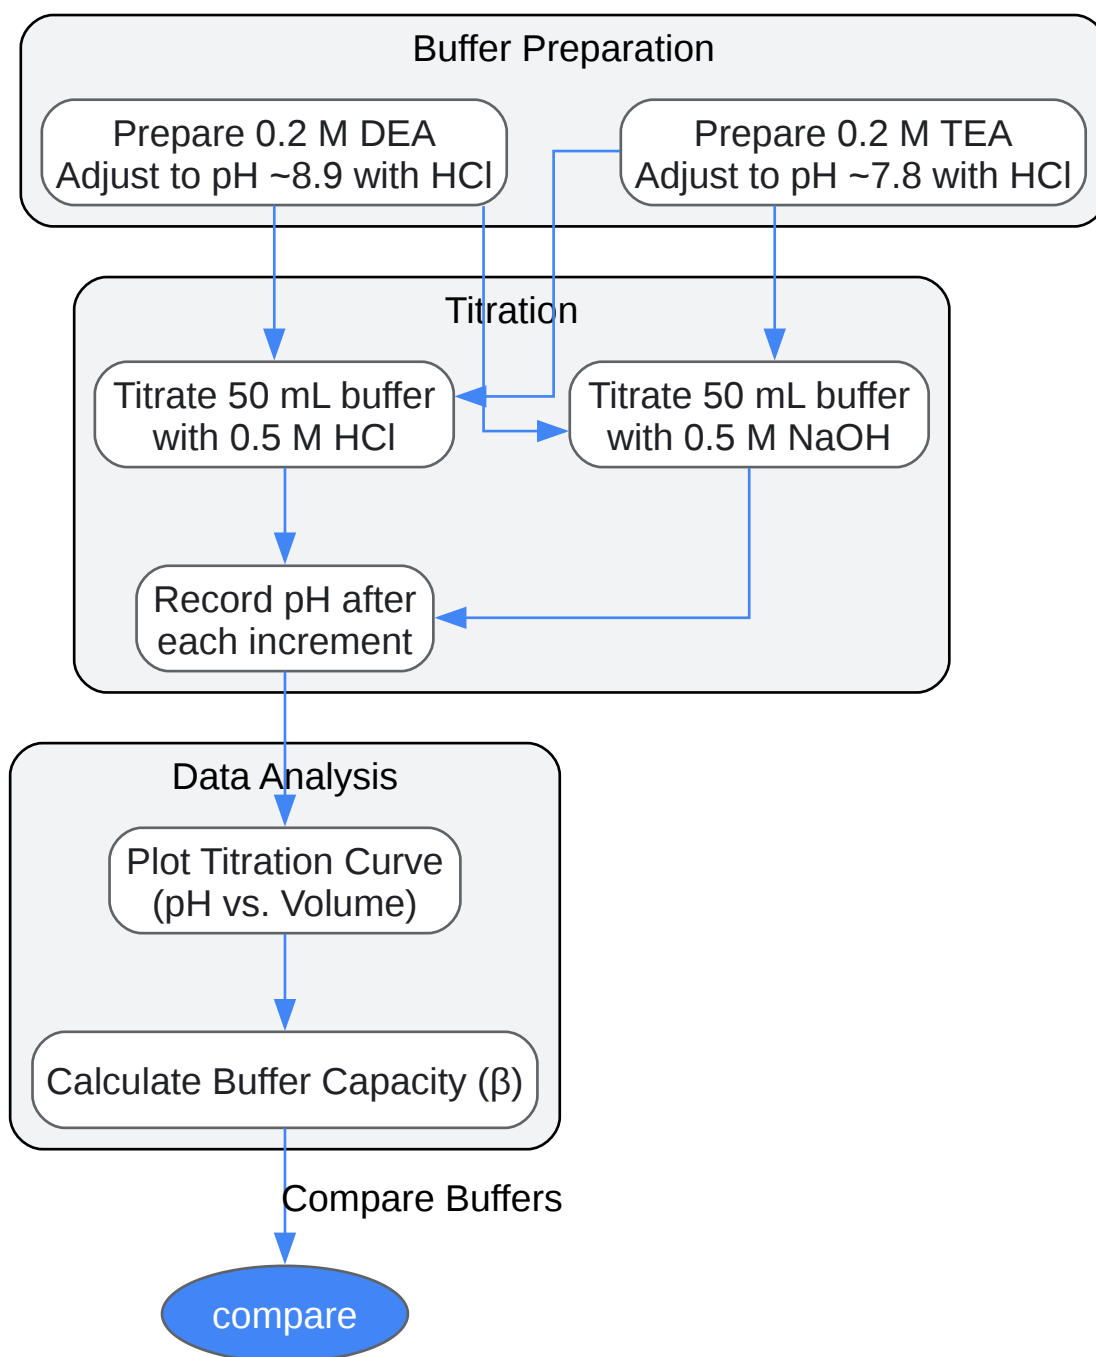 Buffer Preparation
Prepare 0.2 M DEA
Adjust to pH ~8.9 with HCl
Prepare 0.2 M TEA
Adjust to pH ~7.8 with HCl
Titration
Titrate 50 mL buffer
with 0.5 M HCl
Titrate 50 mL buffer
with 0.5 M NaOH
Record pH after
each increment
Data Analysis
Plot Titration Curve
(pH vs. Volume)
Calculate Buffer Capacity (β)
Compare Buffers
compare